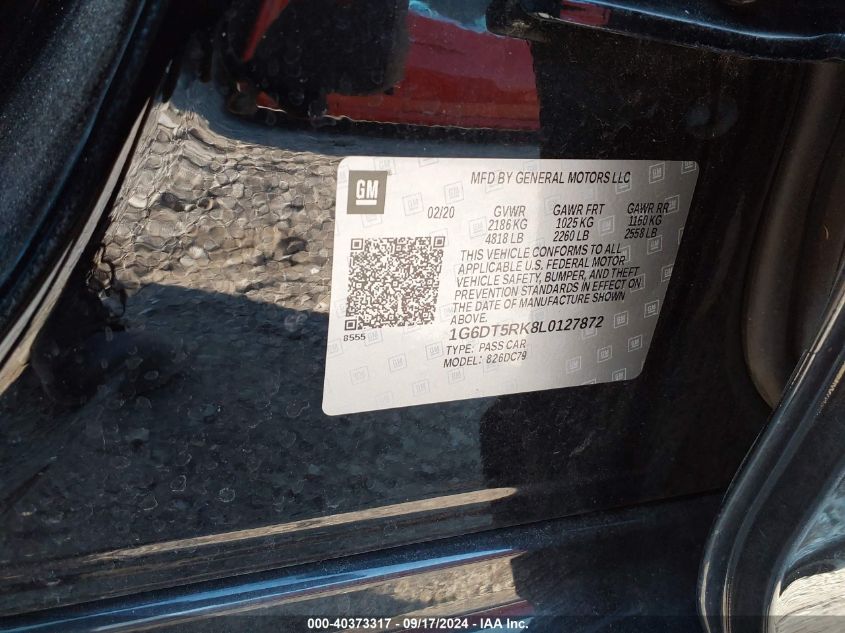 GM
MFD BY GENERAL MOTORS LLC
02/20 GVWR GAWR FRT GAWR RR
2186 KG 1025 KG 1160 KG
4818 LB 2260 LB 2558 LB
THIS VEHICLE CONFORMS TO ALL
APPLICABLE U.S. FEDERAL MOTOR
VEHICLE SAFETY, BUMPER, AND THEFT
PREVENTION STANDARDS IN EFFECT ON
THE DATE OF MANUFACTURE SHOWN
ABOVE.
8555
1G6DT5RK8L0127872
TYPE: PASS CAR
MODEL: 826DC79
000-40373317 - 09/17/2024 - IAA Inc.